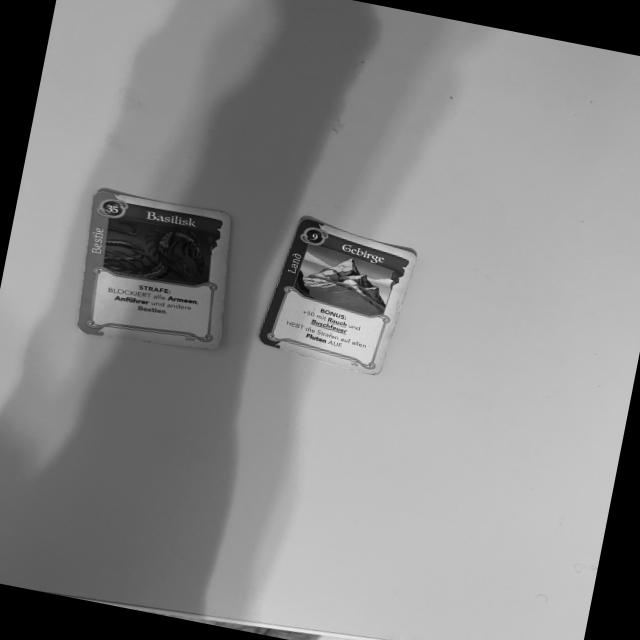 35
Basilisk
Bestie
STRAFE:
BLOCKIERT alle Armeen,
Anführer und andere
Bestien.
9
Gebirge
Land
BONUS:
+50 mit Rauch und
Buschfeuer
HEBT die Strafen auf allen
Fluten AUF.